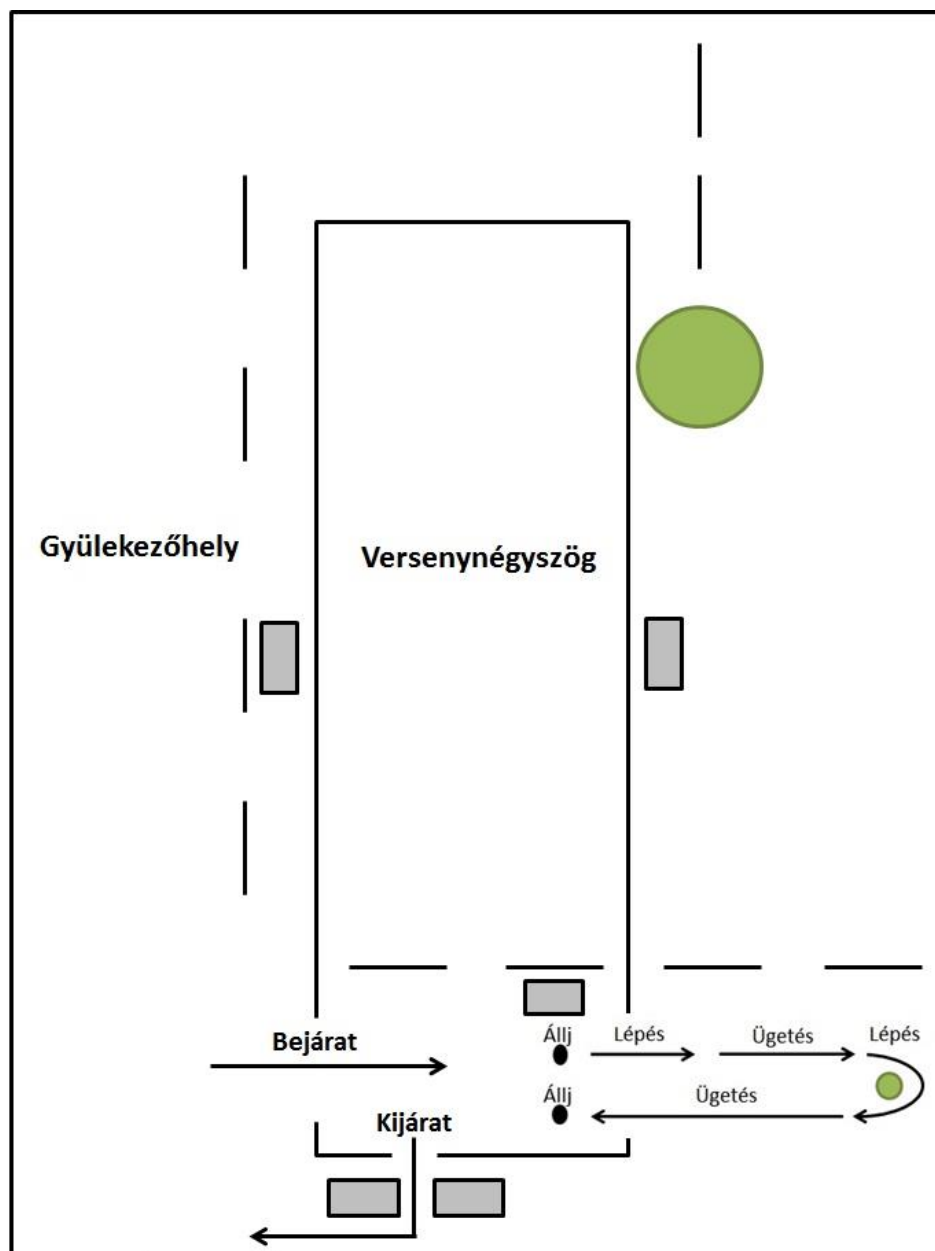 Gyülekezőhely
Versenynégyszög
Bejárat
Állj
Lépés
Ügetés
Lépés
Állj
Ügetés
Kijárat